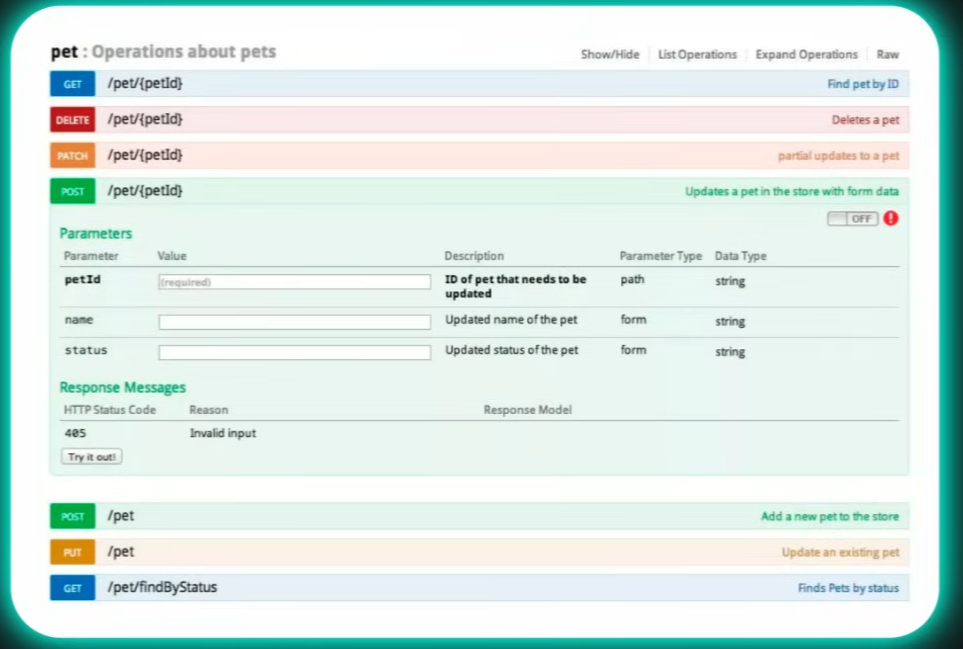 pet : Operations about pets Show/Hide List Operations Expand Operations Raw
GET /pet/{petId} Find pet by ID
DELETE /pet/{petId} Deletes a pet
PATCH /pet/{petId} partial updates to a pet
POST /pet/{petId} Updates a pet in the store with form data
OFF !
Parameters
Parameter Value Description Parameter Type Data Type
petId (required) ID of pet that needs to be path string
updated
name Updated name of the pet form string
status Updated status of the pet form string
Response Messages
HTTP Status Code Reason Response Model
405 Invalid input
Try it out!
POST /pet Add a new pet to the store
PUT /pet Update an existing pet
GET /pet/findByStatus Finds Pets by status